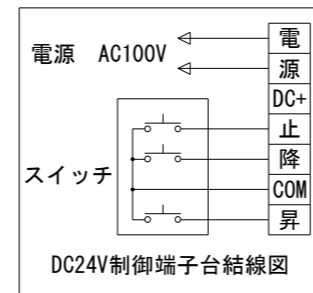 電源 AC100V
電
源
DC+
止
降
COM
昇
スイッチ
DC24V制御端子台結線図